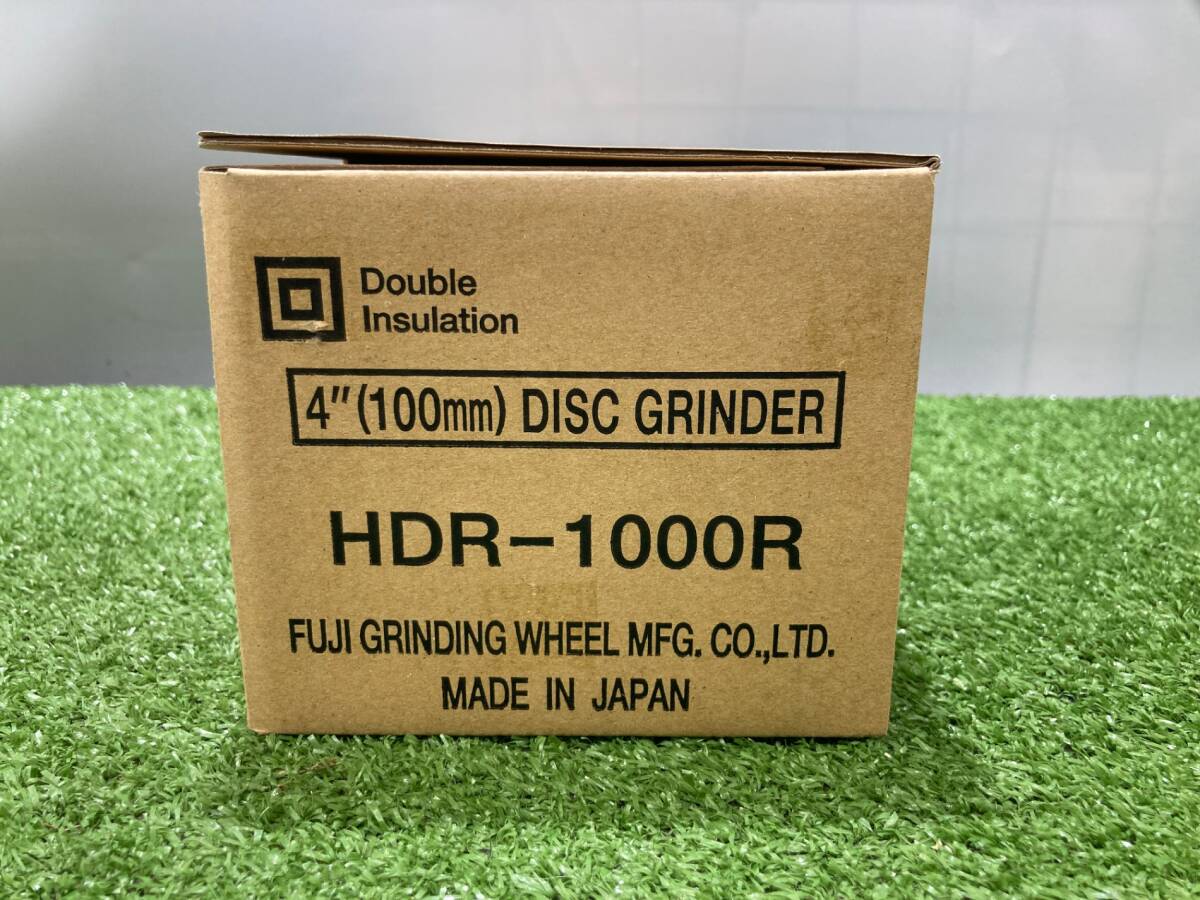 Double
Insulation
4"(100mm) DISC GRINDER
HDR-1000R
FUJI GRINDING WHEEL MFG. CO.,LTD.
MADE IN JAPAN